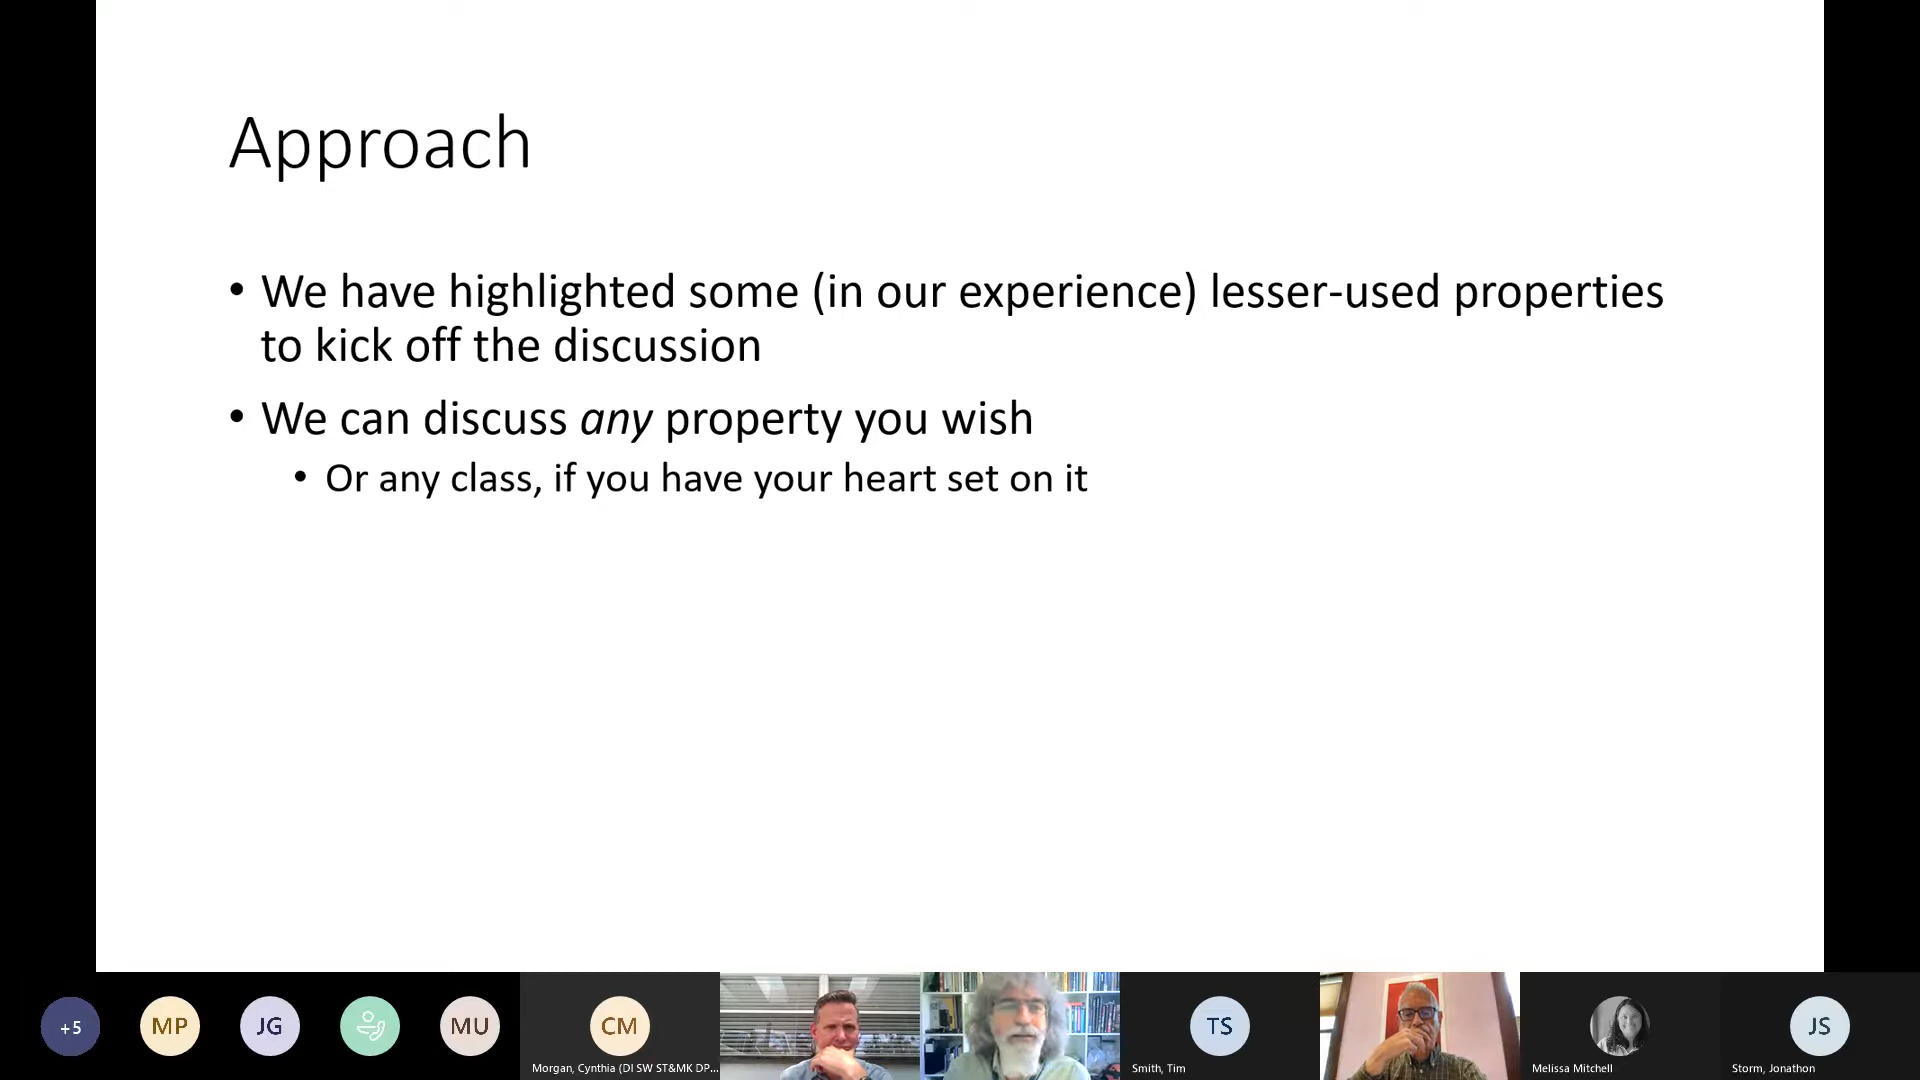 Approach
• We have highlighted some (in our experience) lesser-used properties
to kick off the discussion
• We can discuss any property you wish
• Or any class, if you have your heart set on it
+5
MP
JG
MU
CM
TS
JS
Morgan, Cynthia (DI SW ST&MK DP...
Smith, Tim
Melissa Mitchell
Storm, Jonathon